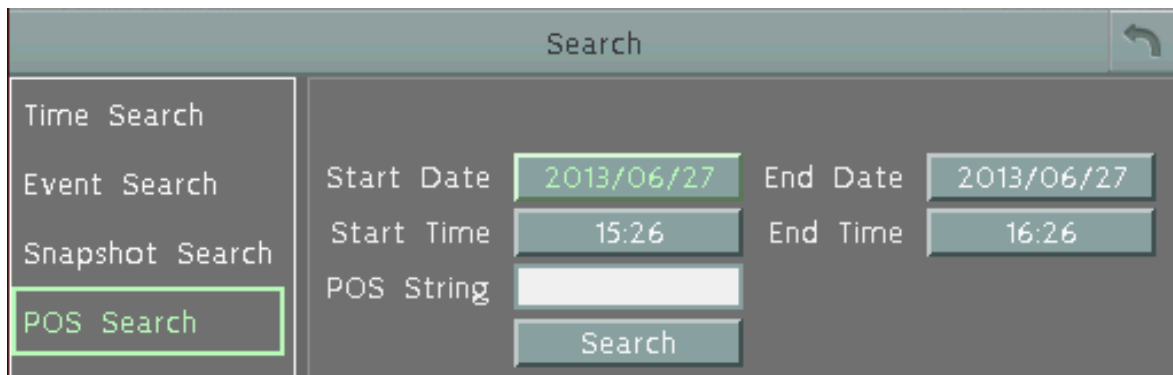 Search
Time Search
Event Search
Snapshot Search
POS Search
Start Date 2013/06/27 End Date 2013/06/27
Start Time 15:26 End Time 16:26
POS String
Search